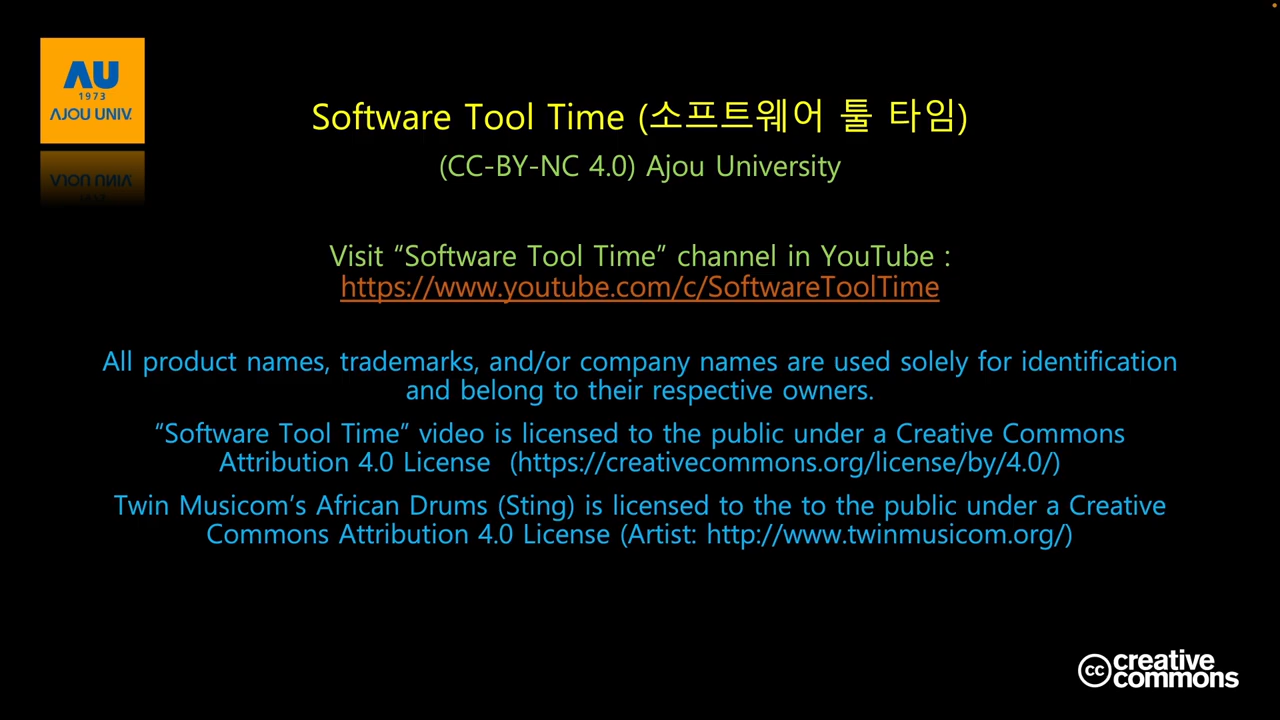 AU
1973
AJOU UNIV.
Software Tool Time (소프트웨어 툴 타임)
(CC-BY-NC 4.0) Ajou University
Visit “Software Tool Time” channel in YouTube :
https://www.youtube.com/c/SoftwareToolTime
All product names, trademarks, and/or company names are used solely for identification
and belong to their respective owners.
“Software Tool Time” video is licensed to the public under a Creative Commons
Attribution 4.0 License (https://creativecommons.org/license/by/4.0/)
Twin Musicom’s African Drums (Sting) is licensed to the to the public under a Creative
Commons Attribution 4.0 License (Artist: http://www.twinmusicom.org/)
cc creative
commons